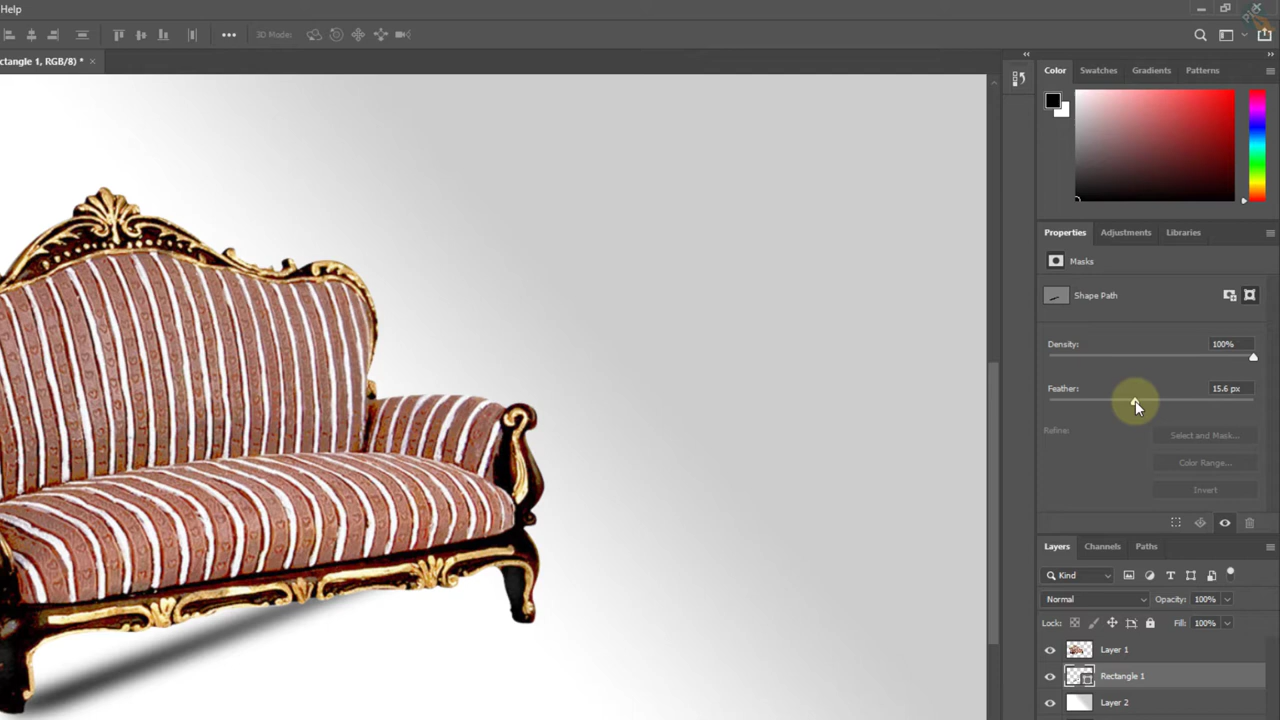 Help
3D Mode:
ctangle 1, RGB/8) * ×
Color Swatches Gradients Patterns
Properties Adjustments Libraries
Masks
Shape Path
Density: 100%
Feather: 15.6 px
Refine:
Select and Mask...
Color Range...
Invert
Layers Channels Paths
Kind
Normal Opacity: 100%
Lock: Fill: 100%
Layer 1
Rectangle 1
Layer 2